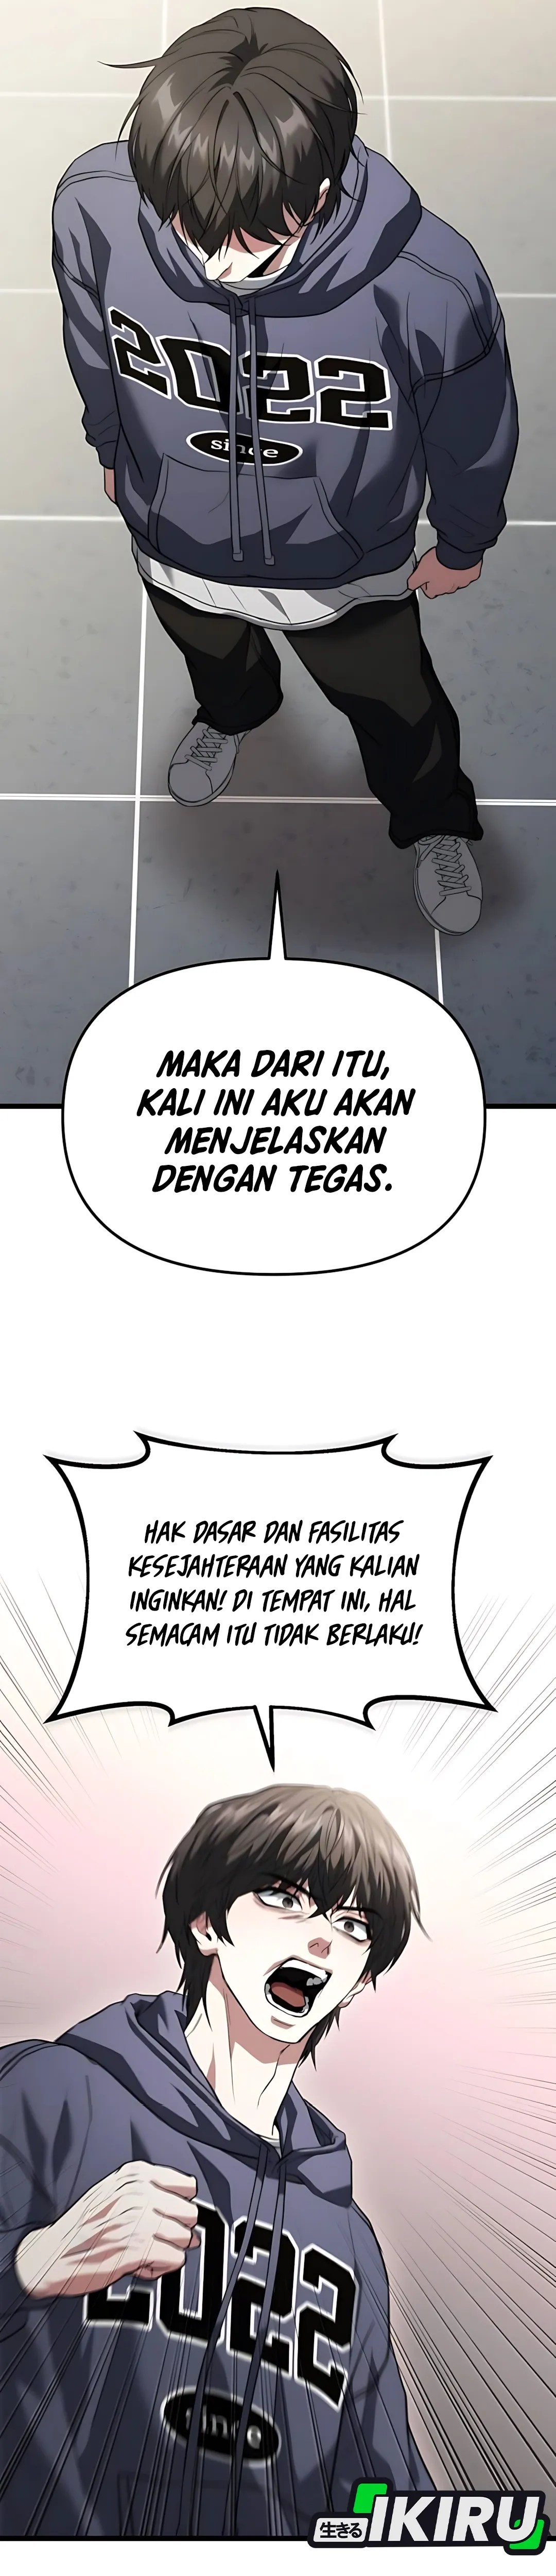 2022
since
MAKA DARI ITU,
KALI INI AKU AKAN
MENJELASKAN
DENGAN TEGAS.
HAK DASAR DAN FASILITAS
KESEJAHTERAAN YANG KALIAN
INGINKAN! DI TEMPAT INI, HAL
SEMACAM ITU TIDAK BERLAKU!
2022
since
生きる IKIRU